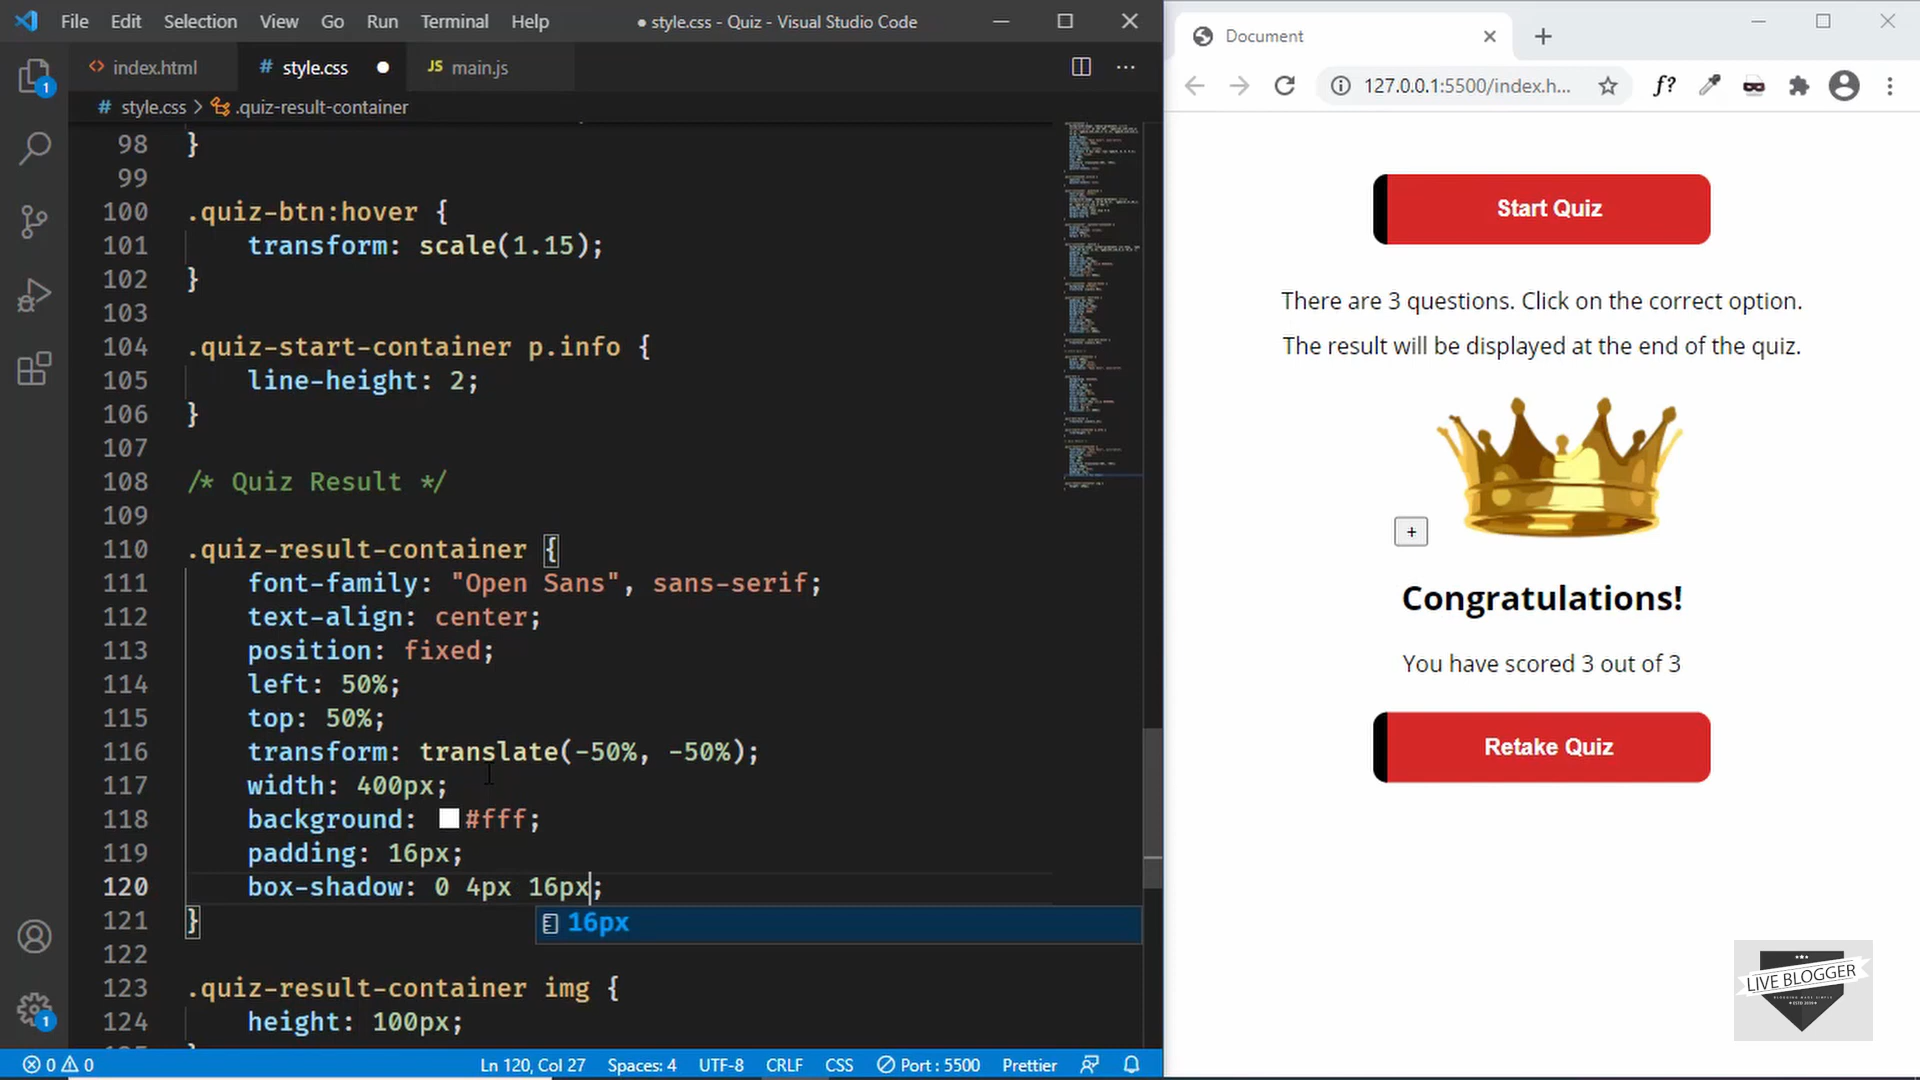 File Edit Selection View Go Run Terminal Help ● style.css - Quiz - Visual Studio Code
index.html style.css ● main.js
style.css > .quiz-result-container
98 }
99
100 .quiz-btn:hover {
101 transform: scale(1.15);
102 }
103
104 .quiz-start-container p.info {
105 line-height: 2;
106 }
107
108 /* Quiz Result */
109
110 .quiz-result-container {
111 font-family: "Open Sans", sans-serif;
112 text-align: center;
113 position: fixed;
114 left: 50%;
115 top: 50%;
116 transform: translate(-50%, -50%);
117 width: 400px;
118 background: #fff;
119 padding: 16px;
120 box-shadow: 0 4px 16px;
16px
121 }
122
123 .quiz-result-container img {
124 height: 100px;
1
1
0 0 Ln 120, Col 27 Spaces: 4 UTF-8 CRLF CSS Port : 5500 Prettier
Document
127.0.0.1:5500/index.h...
f?
Start Quiz
There are 3 questions. Click on the correct option.
The result will be displayed at the end of the quiz.
+
Congratulations!
You have scored 3 out of 3
Retake Quiz
LIVE BLOGGER